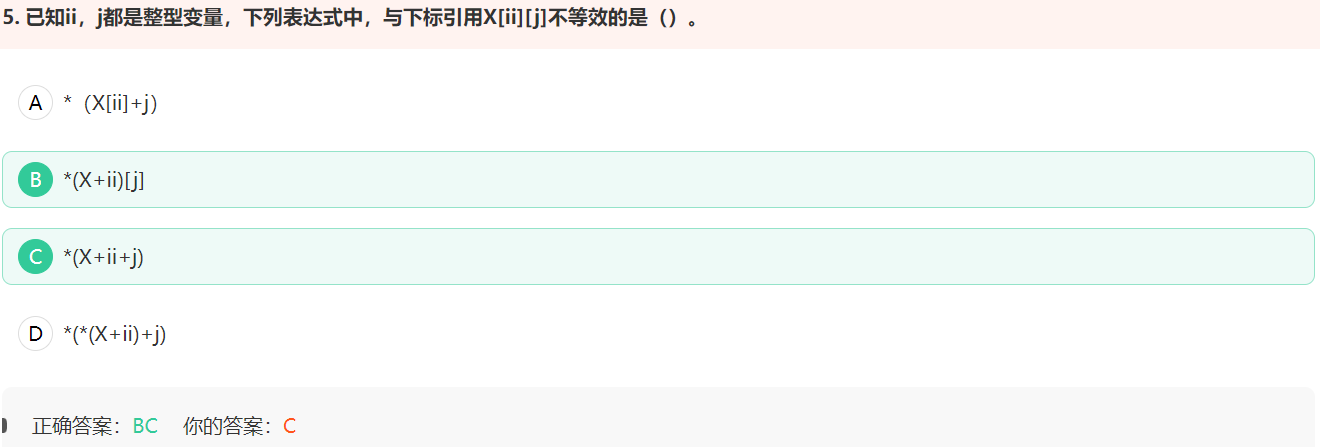 5. 已知ii，j都是整型变量，下列表达式中，与下标引用X[ii][j]不等效的是（）。
A *（X[ii]+j）
B *(X+ii)[j]
C *(X+ii+j)
D *(*(X+ii)+j)
正确答案：BC 你的答案：C